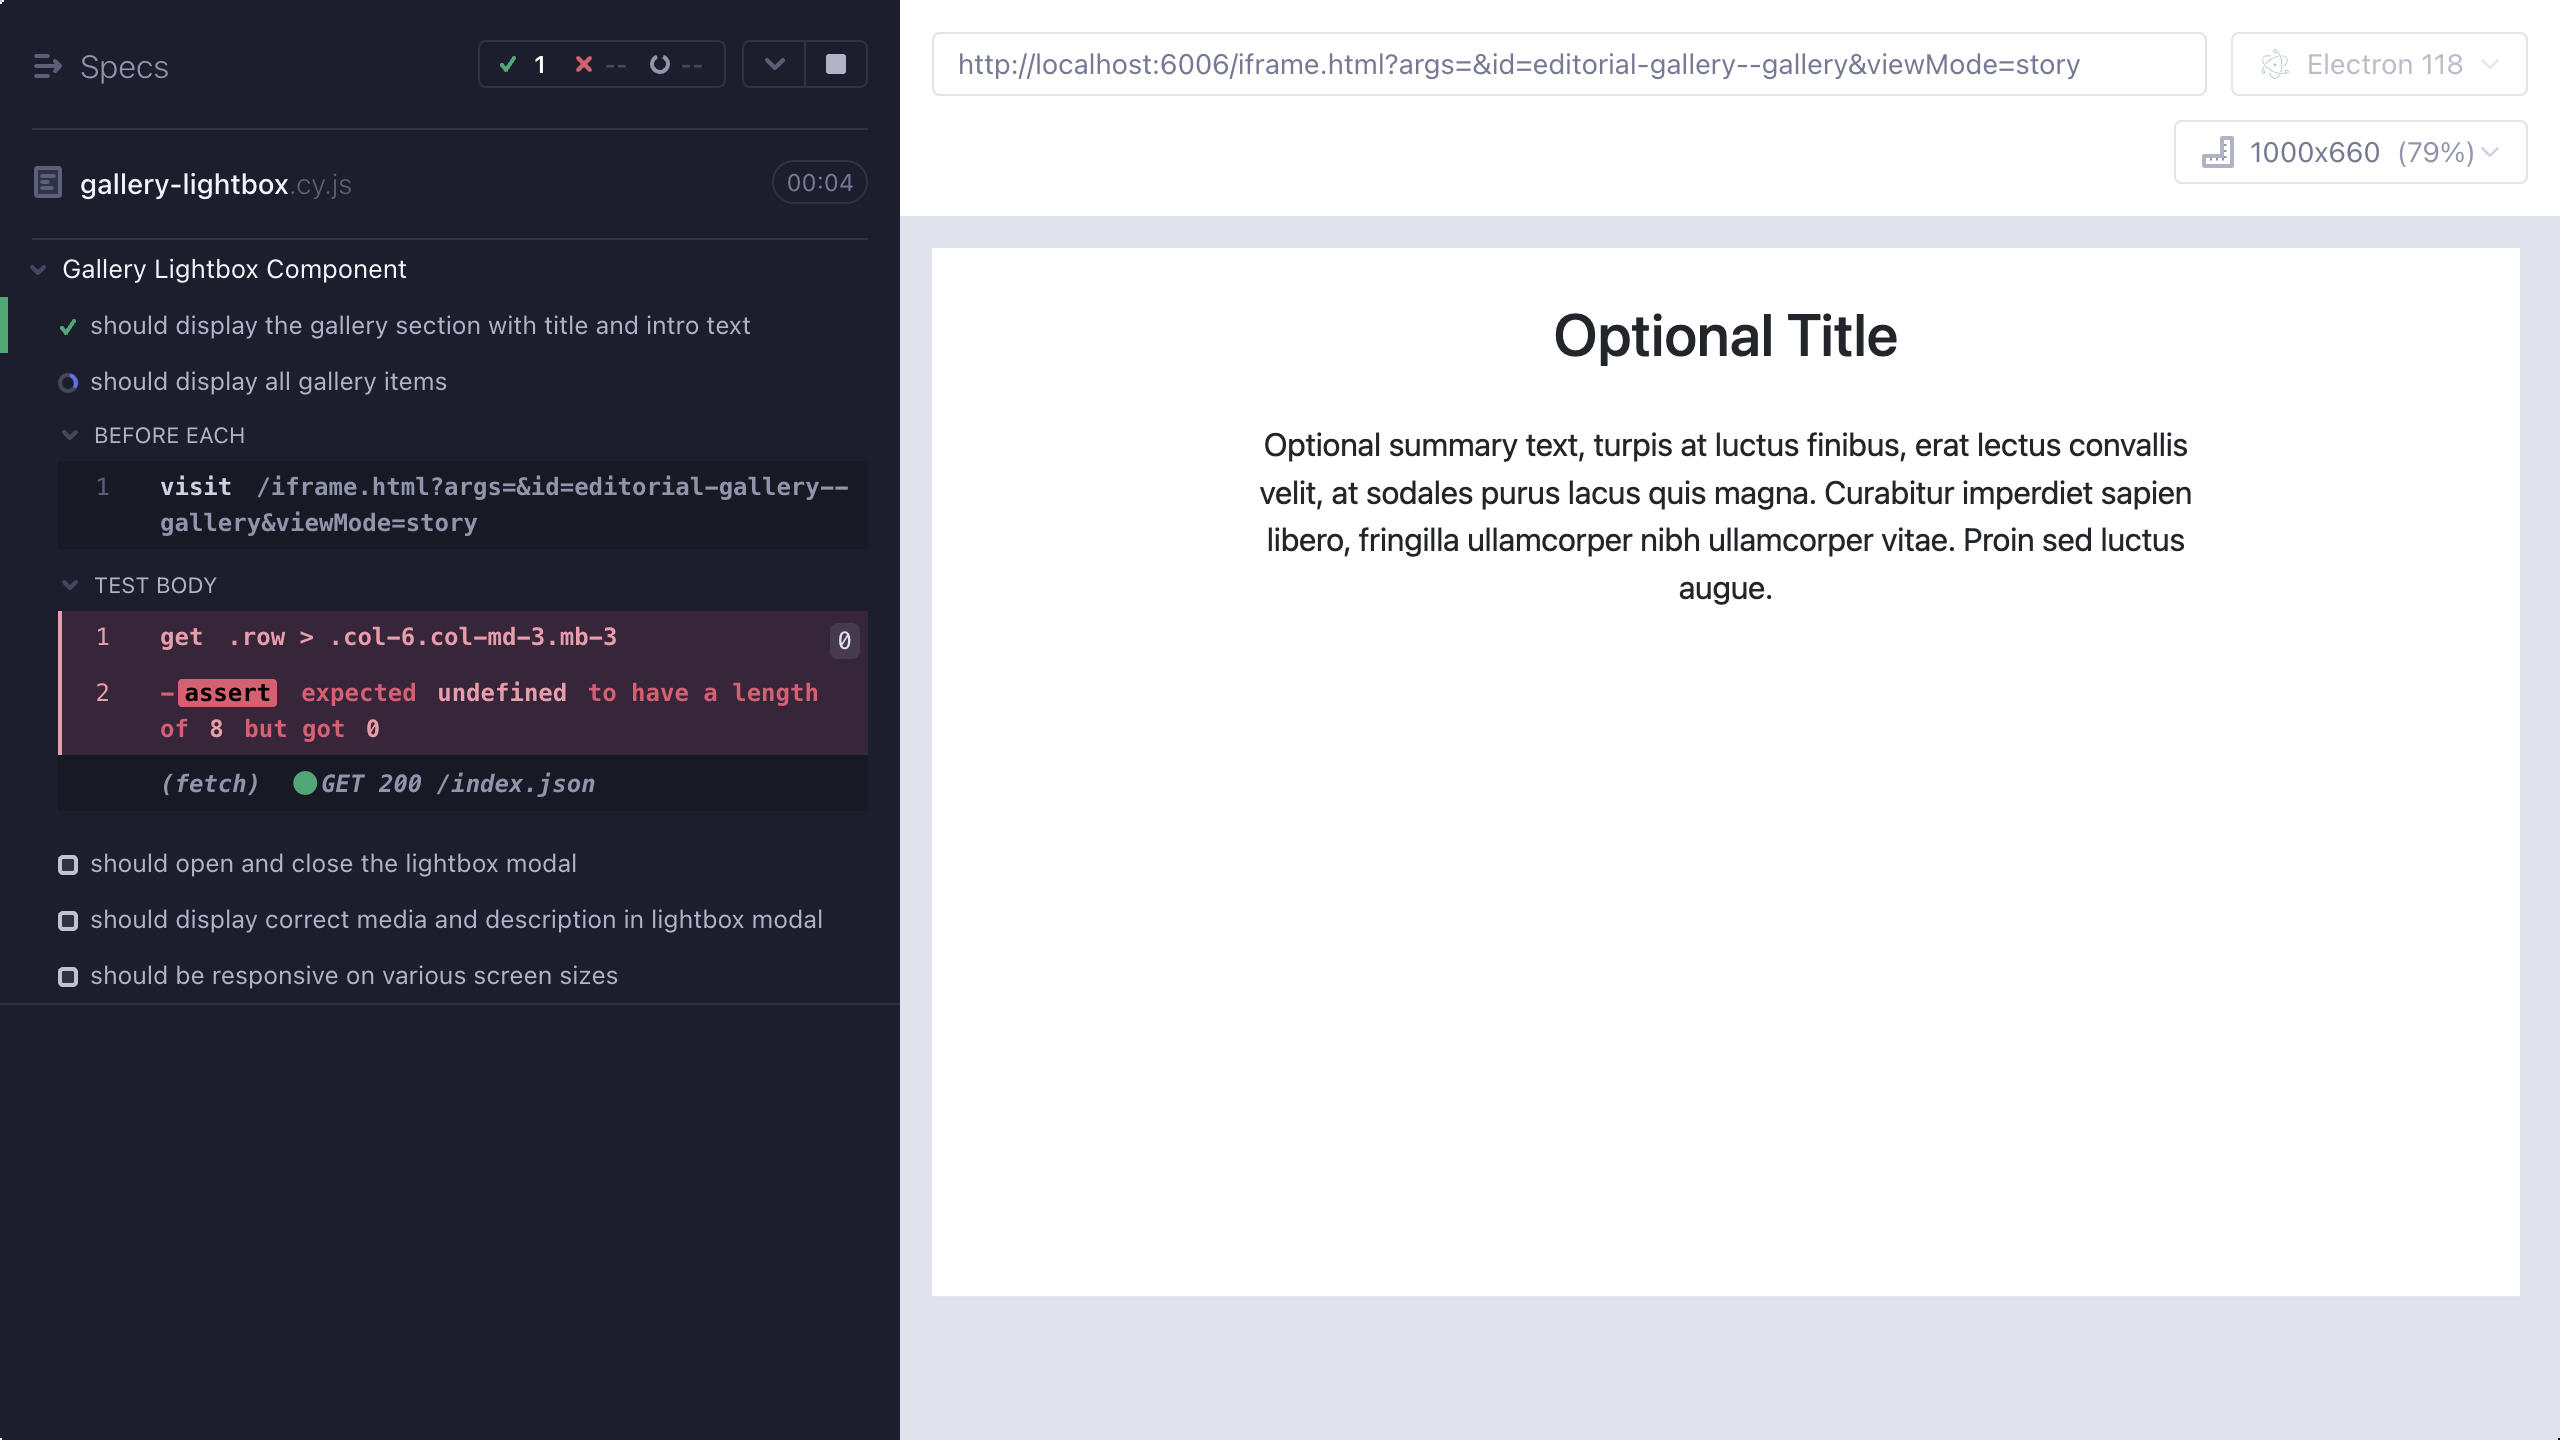 Specs
1 -- --
gallery-lightbox.cy.js 00:04
Gallery Lightbox Component
should display the gallery section with title and intro text
should display all gallery items
BEFORE EACH
1 visit /iframe.html?args=&id=editorial-gallery--
gallery&viewMode=story
TEST BODY
1 get .row > .col-6.col-md-3.mb-3 0
2 -assert expected undefined to have a length
of 8 but got 0
(fetch) GET 200 /index.json
should open and close the lightbox modal
should display correct media and description in lightbox modal
should be responsive on various screen sizes
http://localhost:6006/iframe.html?args=&id=editorial-gallery--gallery&viewMode=story
Electron 118
1000x660 (79%)
Optional Title
Optional summary text, turpis at luctus finibus, erat lectus convallis
velit, at sodales purus lacus quis magna. Curabitur imperdiet sapien
libero, fringilla ullamcorper nibh ullamcorper vitae. Proin sed luctus
augue.